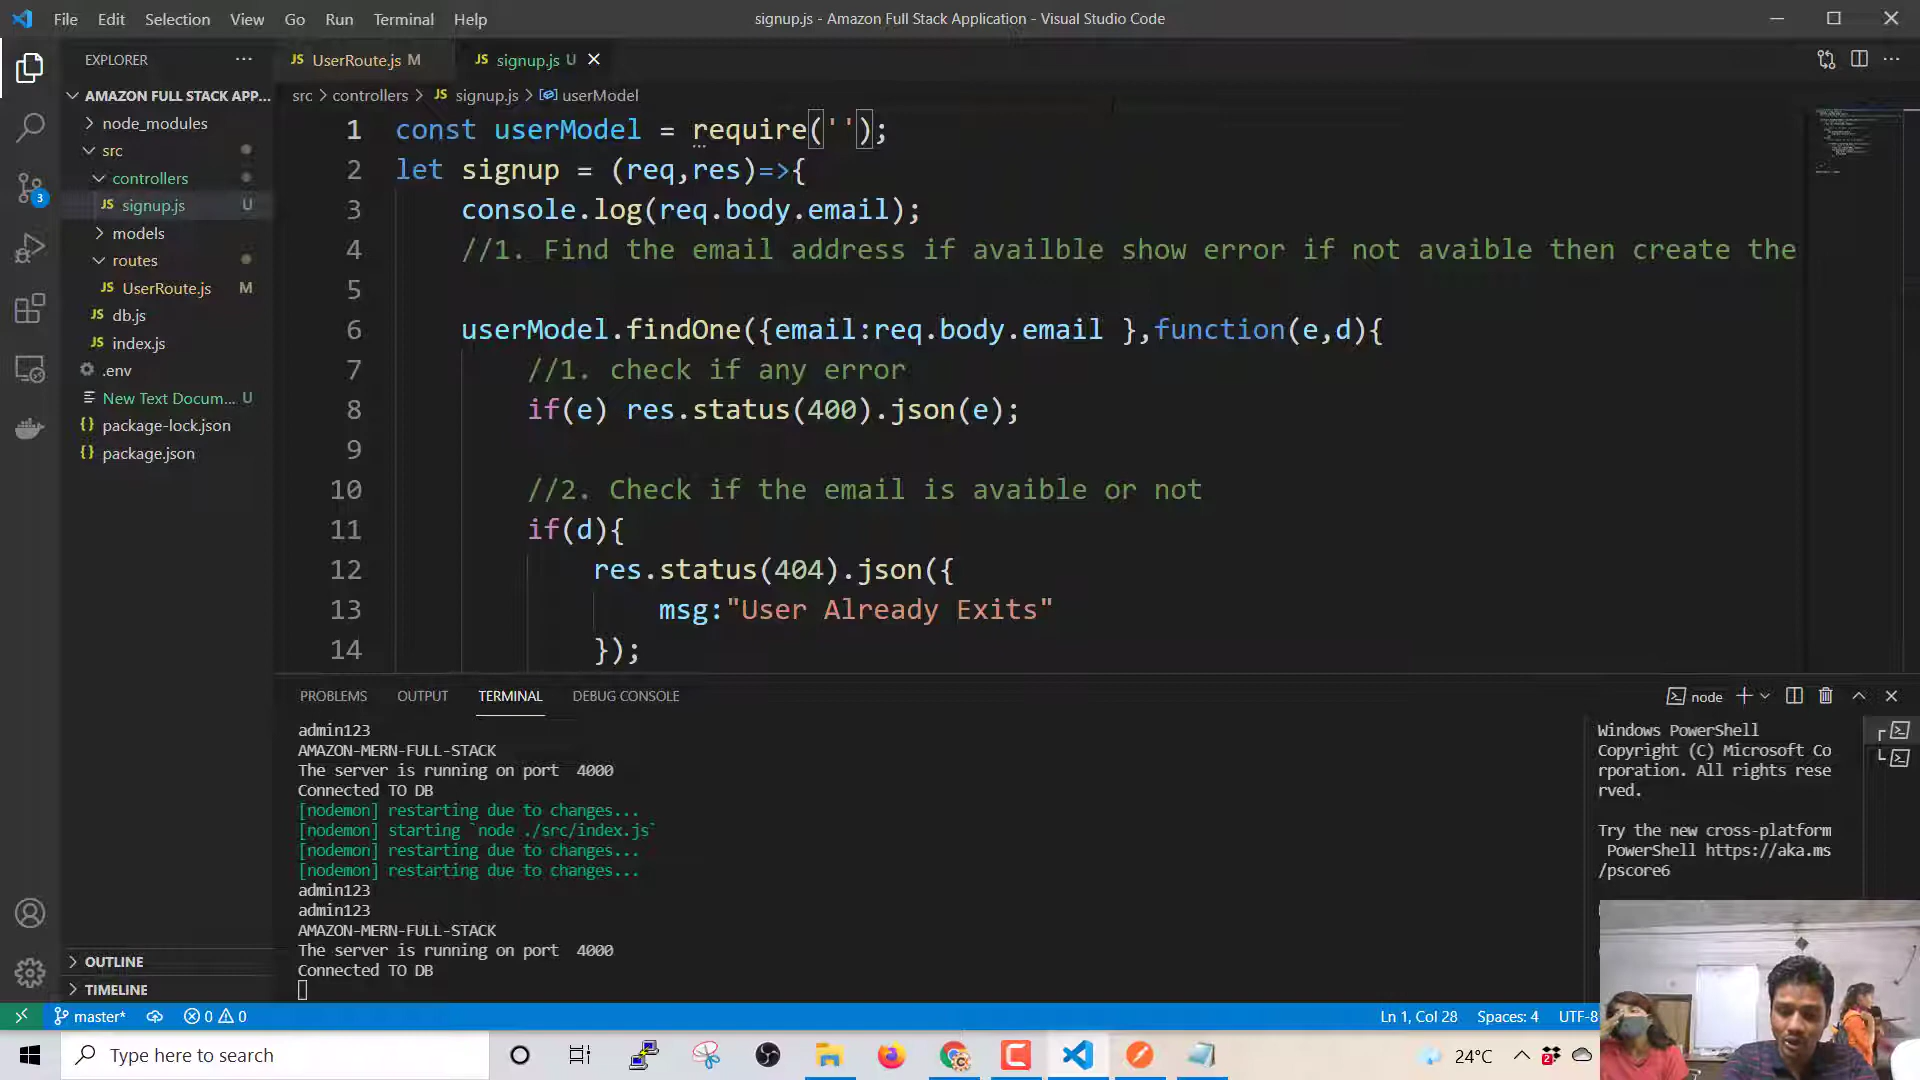 File Edit Selection View Go Run Terminal Help
signup.js - Amazon Full Stack Application - Visual Studio Code
EXPLORER
JS UserRoute.js M
JS signup.js U
AMAZON FULL STACK APP...
node_modules
src
controllers
JS signup.js U
models
routes
JS UserRoute.js M
JS db.js
JS index.js
.env
New Text Docum... U
{} package-lock.json
{} package.json
OUTLINE
TIMELINE
3
src > controllers > JS signup.js > userModel
1 const userModel = require('');
2 let signup = (req,res)=>{
3 console.log(req.body.email);
4 //1. Find the email address if availble show error if not avaible then create the
5
6 userModel.findOne({email:req.body.email },function(e,d){
7 //1. check if any error
8 if(e) res.status(400).json(e);
9
10 //2. Check if the email is avaible or not
11 if(d){
12 res.status(404).json({
13 msg:"User Already Exits"
14 });
PROBLEMS OUTPUT TERMINAL DEBUG CONSOLE
node
admin123
AMAZON-MERN-FULL-STACK
The server is running on port  4000
Connected TO DB
[nodemon] restarting due to changes...
[nodemon] starting `node ./src/index.js`
[nodemon] restarting due to changes...
[nodemon] restarting due to changes...
admin123
admin123
AMAZON-MERN-FULL-STACK
The server is running on port  4000
Connected TO DB
Windows PowerShell
Copyright (C) Microsoft Co
rporation. All rights rese
rved.
Try the new cross-platform
PowerShell https://aka.ms
/pscore6
master* 0 0
Ln 1, Col 28 Spaces: 4 UTF-8
Type here to search
24°C
2